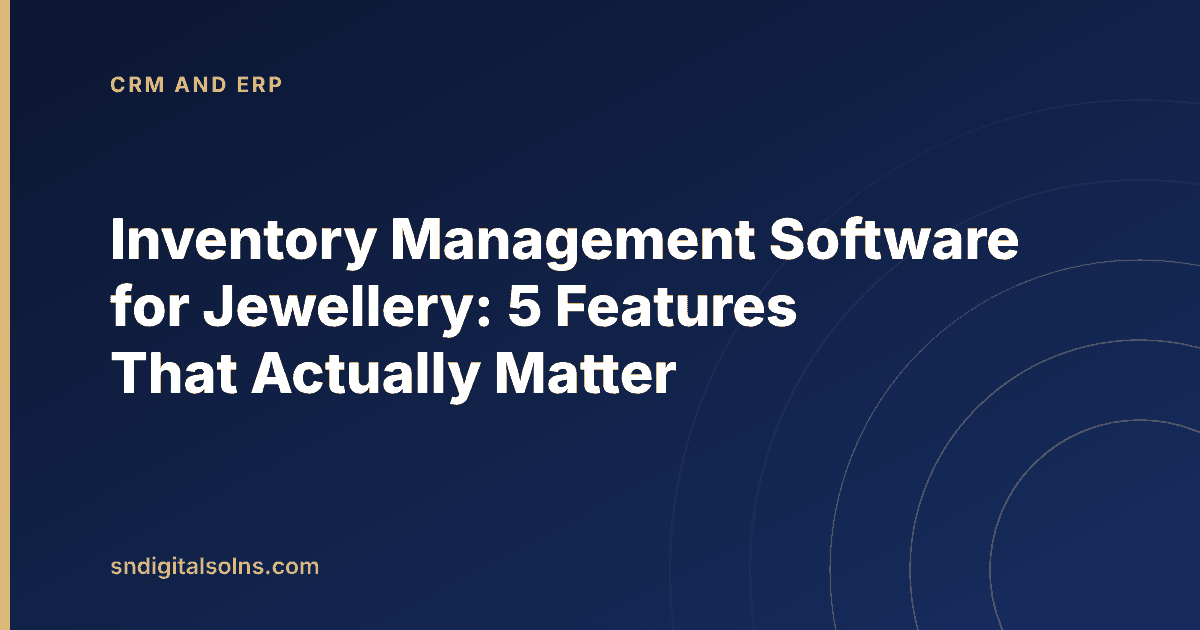 CRM AND ERP
Inventory Management Software
for Jewellery: 5 Features
That Actually Matter
sndigitalsolns.com